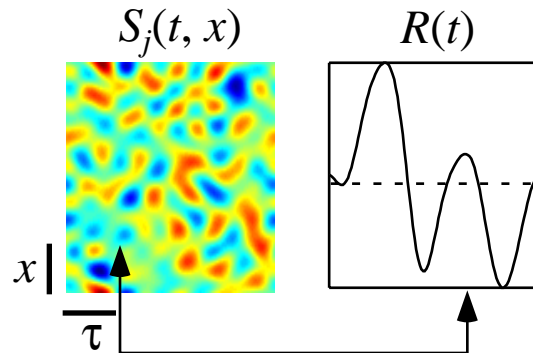 S_j(t, x)
R(t)
x
τ